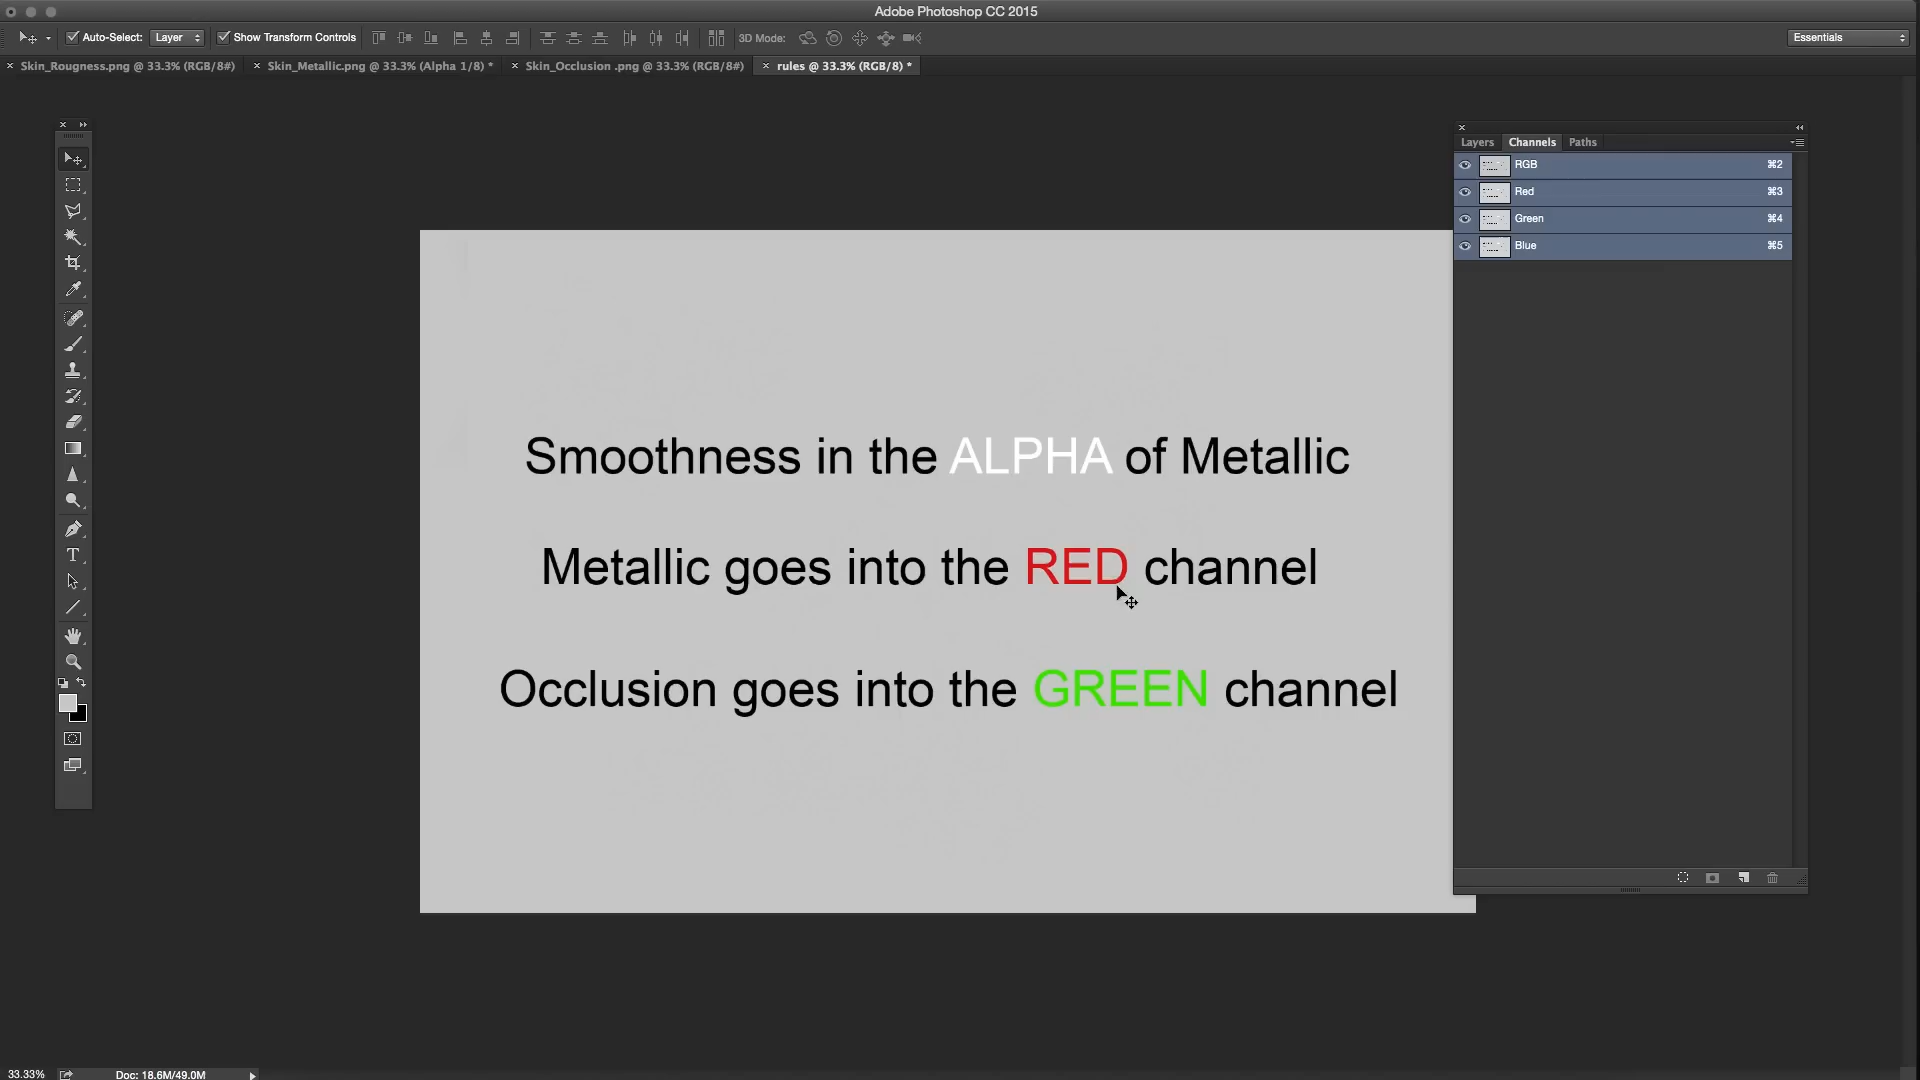 Adobe Photoshop CC 2015
Auto-Select: Layer Show Transform Controls 3D Mode: Essentials
Skin_Rougness.png @ 33.3% (RGB/8#) Skin_Metallic.png @ 33.3% (Alpha 1/8) * Skin_Occlusion .png @ 33.3% (RGB/8#) rules @ 33.3% (RGB/8) *
Layers Channels Paths
RGB ⌘2
Red ⌘3
Green ⌘4
Blue ⌘5
Smoothness in the ALPHA of Metallic
Metallic goes into the RED channel
Occlusion goes into the GREEN channel
33.33% Doc: 18.6M/49.0M